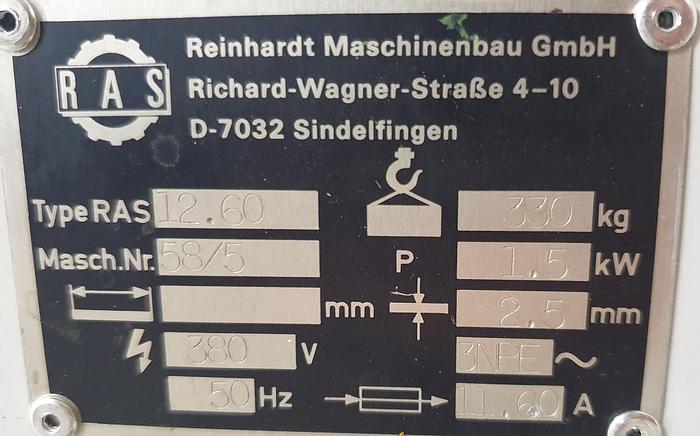 RAS
Reinhardt Maschinenbau GmbH
Richard-Wagner-Straße 4-10
D-7032 Sindelfingen
Type RAS 12.60
330 kg
Masch.Nr. 58/5
P 1.5 kW
mm
2.5 mm
380 V
3NPE ~
50 Hz
11.60 A